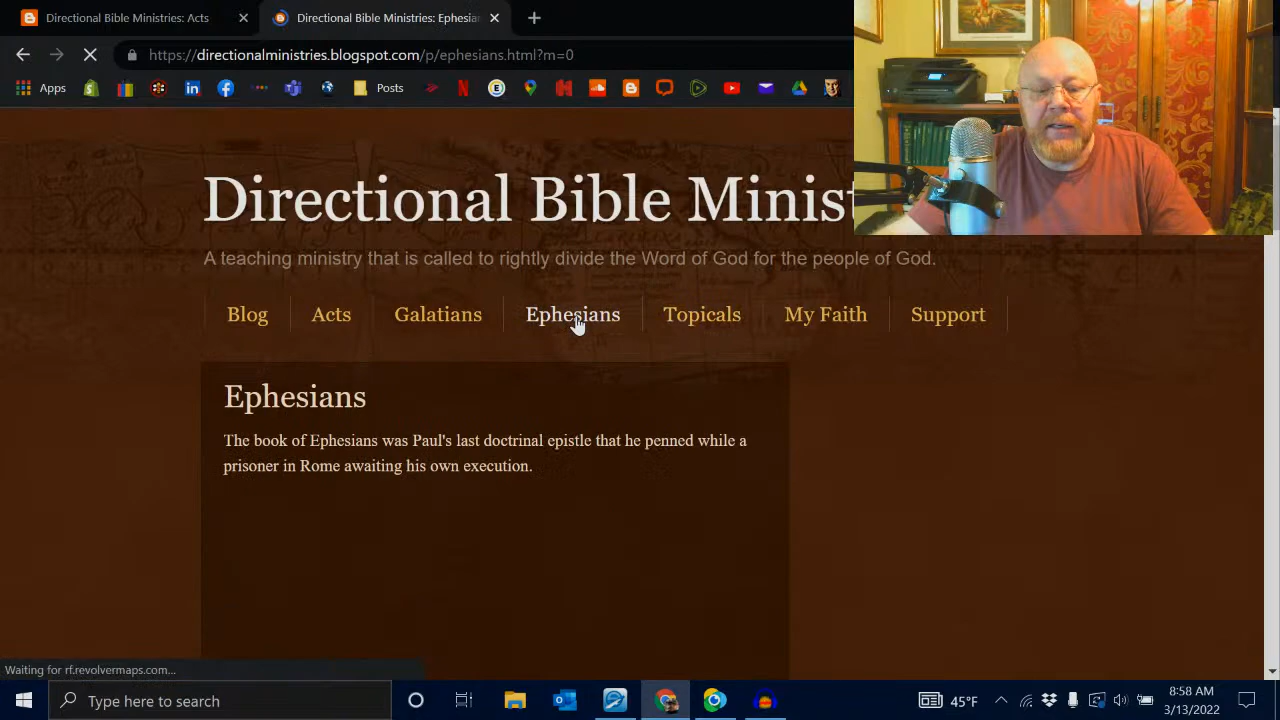 Directional Bible Ministries: Acts
Directional Bible Ministries: Ephesia
https://directionalministries.blogspot.com/p/ephesians.html?m=0
Apps
Posts
Directional Bible Minist
A teaching ministry that is called to rightly divide the Word of God for the people of God.
Blog Acts Galatians Ephesians Topicals My Faith Support
Ephesians
The book of Ephesians was Paul's last doctrinal epistle that he penned while a
prisoner in Rome awaiting his own execution.
Waiting for rf.revolvermaps.com...
Type here to search
45°F
8:58 AM
3/13/2022